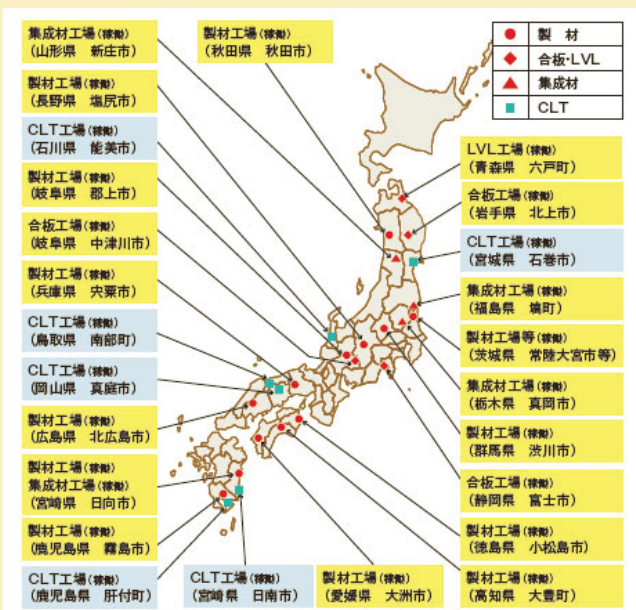 集成材工場(稼働)
(山形県 新庄市)
製材工場(稼働)
(秋田県 秋田市)
製 材
合板・LVL
集成材
CLT
製材工場(稼働)
(長野県 塩尻市)
CLT工場(稼働)
(石川県 能美市)
製材工場(稼働)
(岐阜県 郡上市)
合板工場(稼働)
(岐阜県 中津川市)
製材工場(稼働)
(兵庫県 宍粟市)
CLT工場(稼働)
(鳥取県 南部町)
CLT工場(稼働)
(岡山県 真庭市)
製材工場(稼働)
(広島県 北広島市)
製材工場(稼働)
集成材工場(稼働)
(宮崎県 日向市)
製材工場(稼働)
(鹿児島県 霧島市)
CLT工場(稼働)
(鹿児島県 肝付町)
CLT工場(稼働)
(宮崎県 日南市)
製材工場(稼働)
(愛媛県 大洲市)
LVL工場(稼働)
(青森県 六戸町)
合板工場(稼働)
(岩手県 北上市)
CLT工場(稼働)
(宮城県 石巻市)
集成材工場(稼働)
(福島県 塙町)
製材工場等(稼働)
(茨城県 常陸大宮市等)
集成材工場(稼働)
(栃木県 真岡市)
製材工場(稼働)
(群馬県 渋川市)
合板工場(稼働)
(静岡県 富士市)
製材工場(稼働)
(徳島県 小松島市)
製材工場(稼働)
(高知県 大豊町)